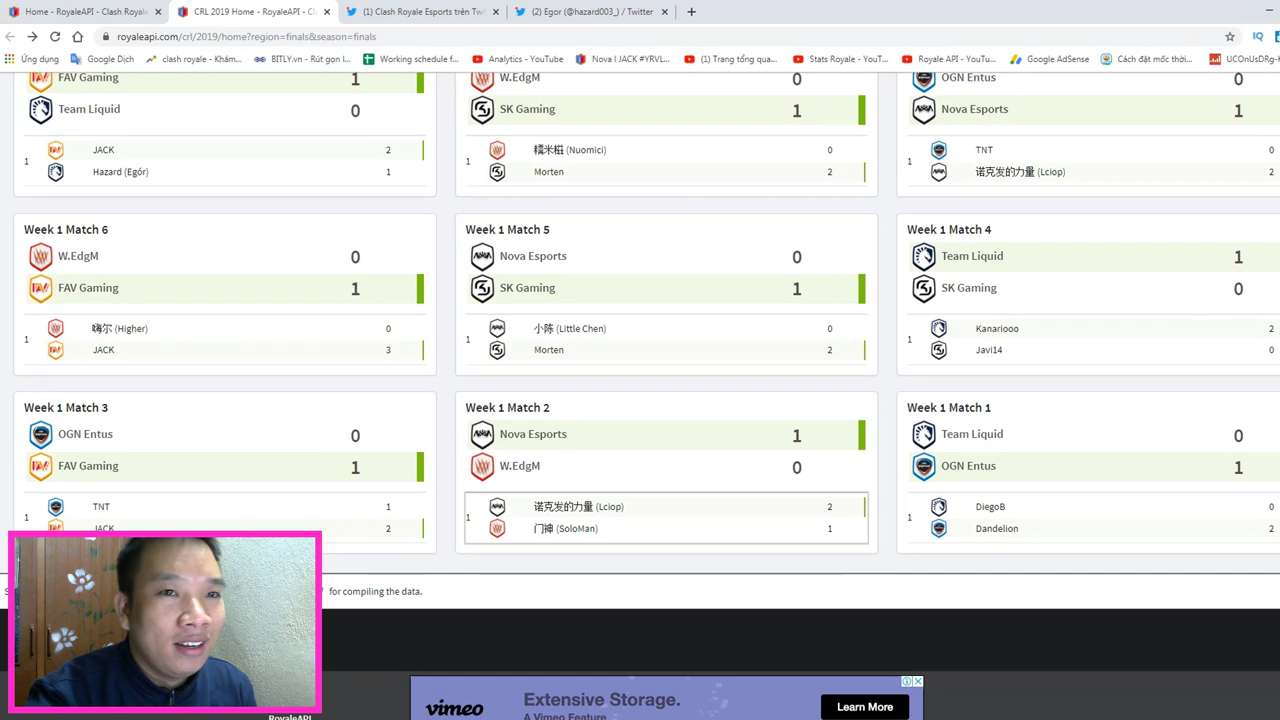 Home - RoyaleAPI - Clash Royale
CRL 2019 Home - RoyaleAPI - Cl
(1) Clash Royale Esports trên Twi
(2) Egor (@hazard003_) / Twitter
royaleapi.com/crl/2019/home?region=finals&season=finals
Ứng dụng
Google Dịch
clash royale - Khám...
BITLY.vn - Rút gọn l...
Working schedule f...
Analytics - YouTube
Nova l JACK #YRVL...
(1) Trang tổng qua...
Stats Royale - YouT...
Royale API - YouTu...
Google AdSense
Cách đặt mốc thời...
UCOnUsDRg-
FAV Gaming 1
Team Liquid 0
1
JACK 2
Hazard (Egór) 1
W.EdgM 0
SK Gaming 1
1
糯米糍 (Nuomici) 0
Morten 2
OGN Entus 0
Nova Esports 1
1
TNT 0
诺克发的力量 (Lciop) 2
Week 1 Match 6
W.EdgM 0
FAV Gaming 1
1
嗨尔 (Higher) 0
JACK 3
Week 1 Match 5
Nova Esports 0
SK Gaming 1
1
小陈 (Little Chen) 0
Morten 2
Week 1 Match 4
Team Liquid 1
SK Gaming 0
1
Kanariooo 2
Javi14 0
Week 1 Match 3
OGN Entus 0
FAV Gaming 1
1
TNT 1
JACK 2
Week 1 Match 2
Nova Esports 1
W.EdgM 0
1
诺克发的力量 (Lciop) 2
门神 (SoloMan) 1
Week 1 Match 1
Team Liquid 0
OGN Entus 1
1
DiegoB 0
Dandelion 2
for compiling the data.
vimeo
Extensive Storage.
A Vimeo Feature
Learn More
RoyaleAPI